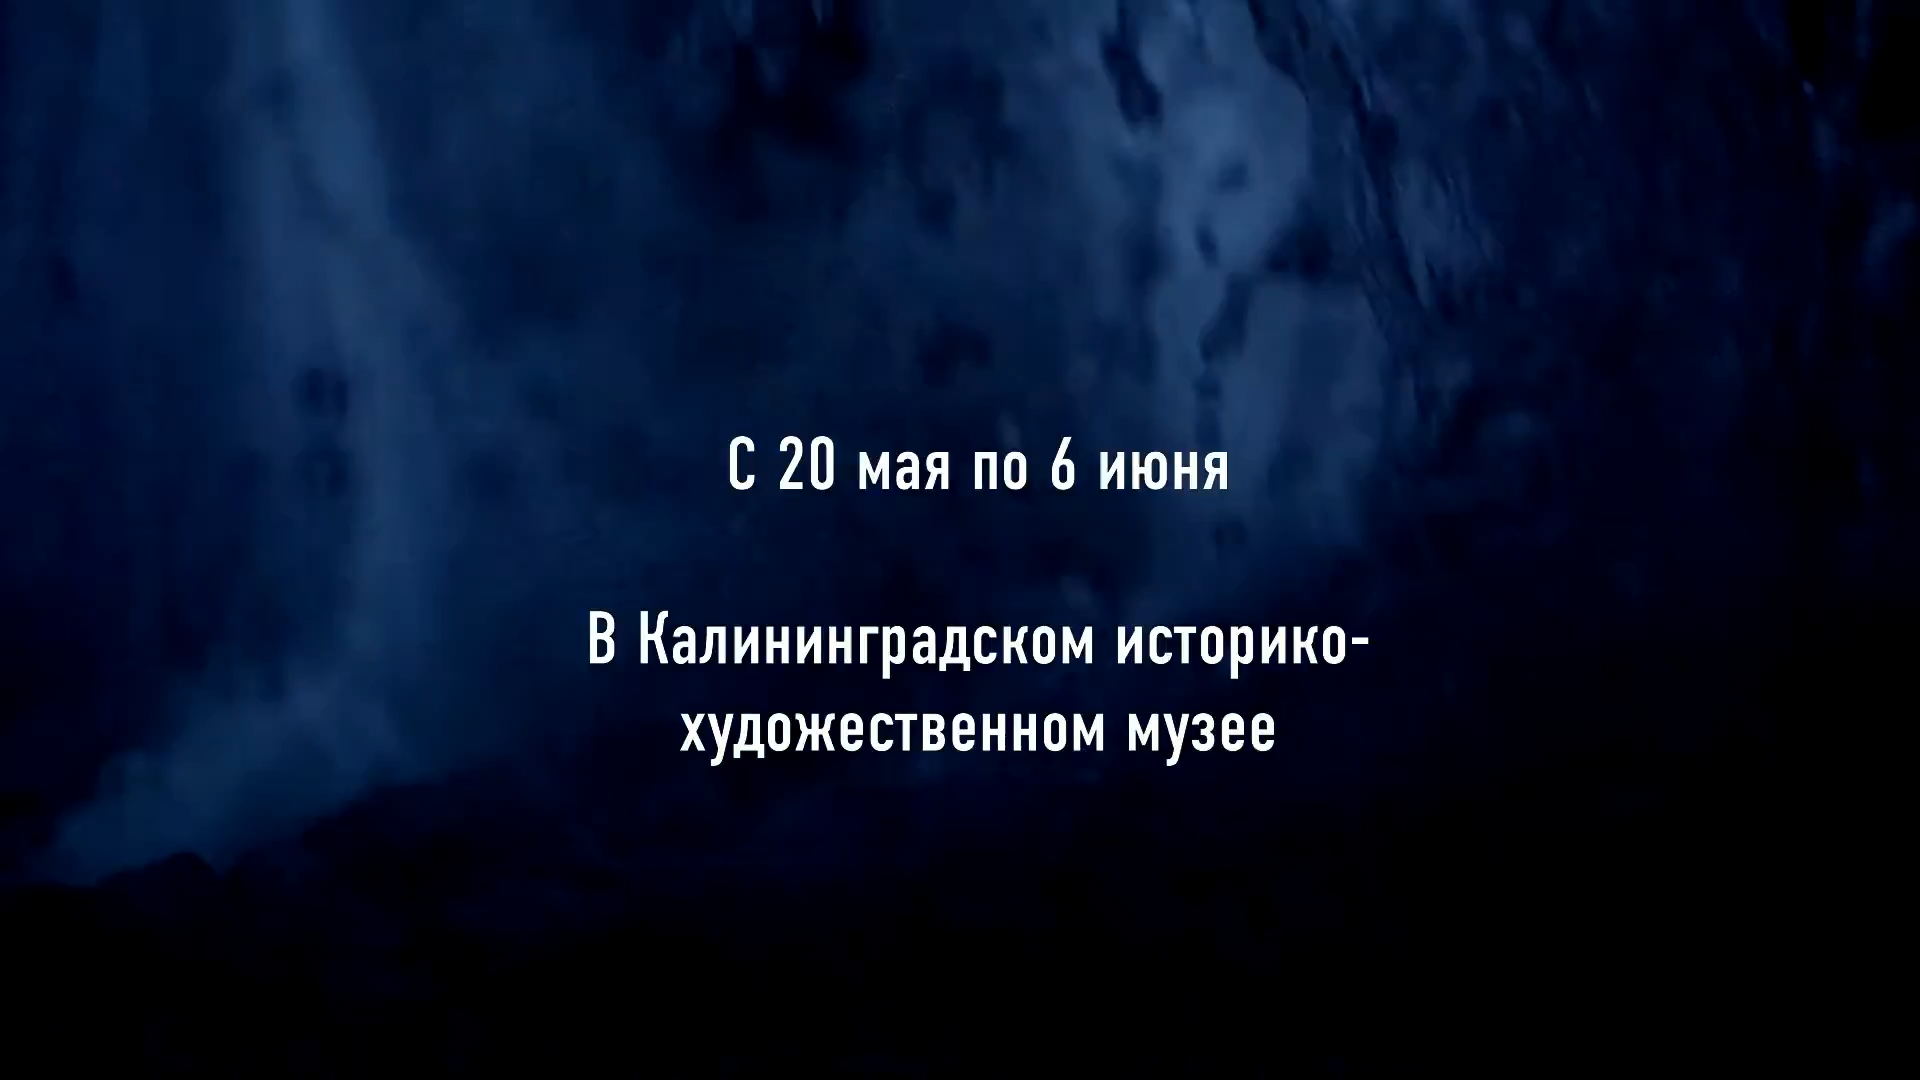 С 20 мая по 6 июня
В Калининградском историко-
художественном музее